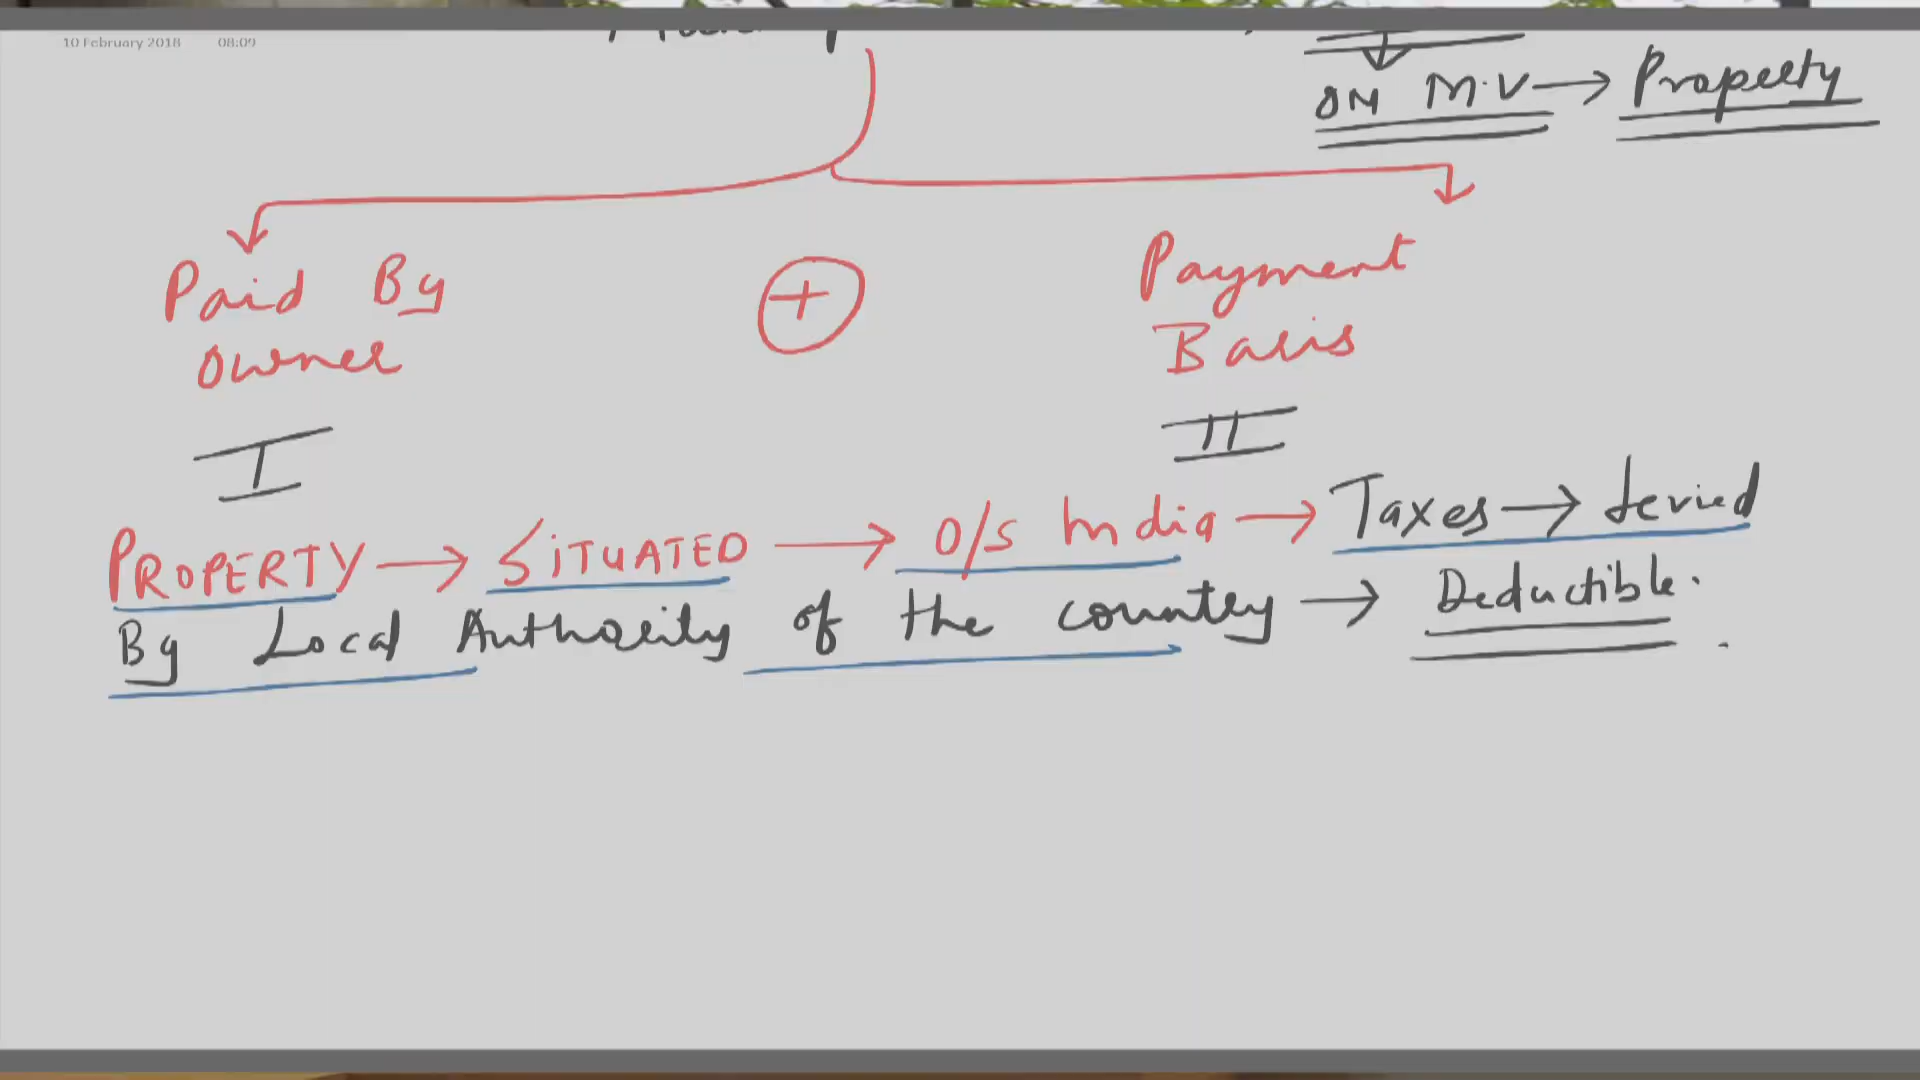 10 February 2018 08:09
ON M.V → Property
Paid By
Owner
+
Payment
Basis
I
II
PROPERTY → SITUATED → O/S India → Taxes → levied
By Local Authority of the country → Deductible.